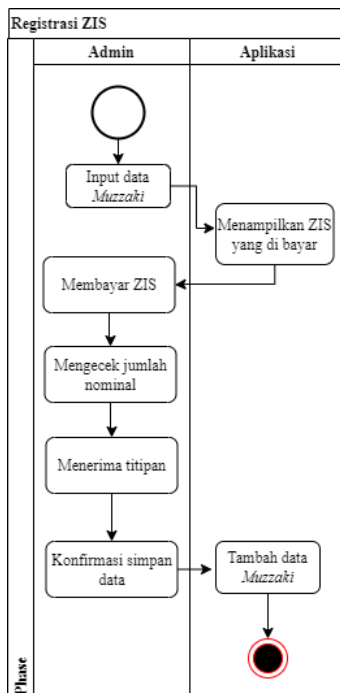 Registrasi ZIS
Admin
Aplikasi
Input data
Muzzaki
Menampilkan ZIS
yang di bayar
Membayar ZIS
Mengecek jumlah
nominal
Menerima titipan
Konfirmasi simpan
data
Tambah data
Muzzaki
Phase